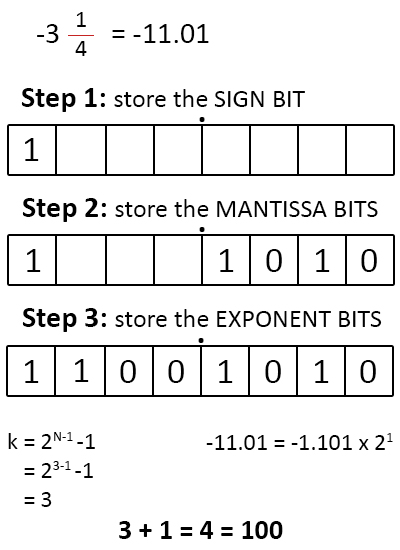 -3 1/4 = -11.01
Step 1: store the SIGN BIT
1
Step 2: store the MANTISSA BITS
1 1 0 1 0
Step 3: store the EXPONENT BITS
1 1 0 0 1 0 1 0
k = 2^N-1 -1 -11.01 = -1.101 x 2^1
= 2^3-1 -1
= 3
3 + 1 = 4 = 100